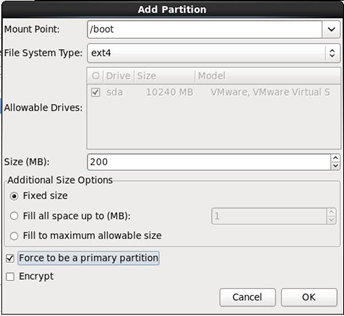 Add Partition
Mount Point: /boot
File System Type: ext4
Drive Size Model
sda 10240 MB VMware, VMware Virtual S
Allowable Drives:
Size (MB): 200
Additional Size Options
Fixed size
Fill all space up to (MB): 1
Fill to maximum allowable size
Force to be a primary partition
Encrypt
Cancel OK